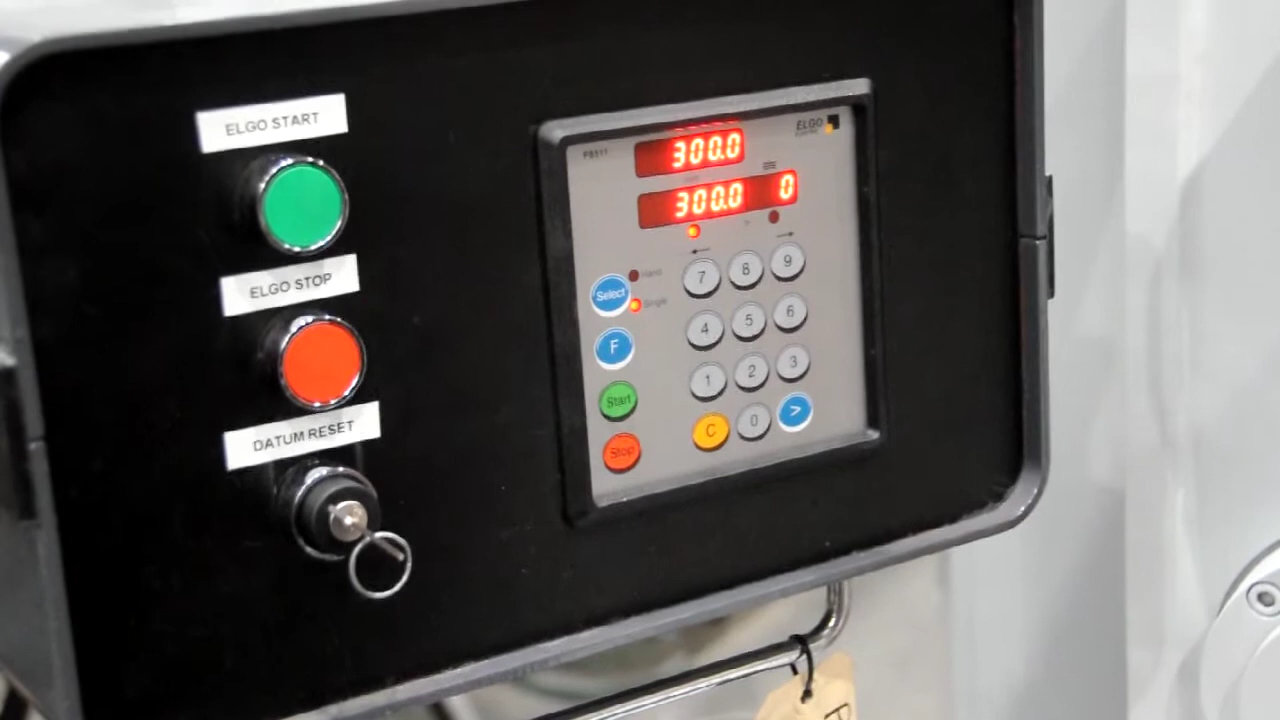 ELGO START
ELGO STOP
DATUM RESET
P8511
ELGO
300.0
300.0 0
Hand
Select
Single
F
Start
Stop
7 8 9
4 5 6
1 2 3
C 0 >